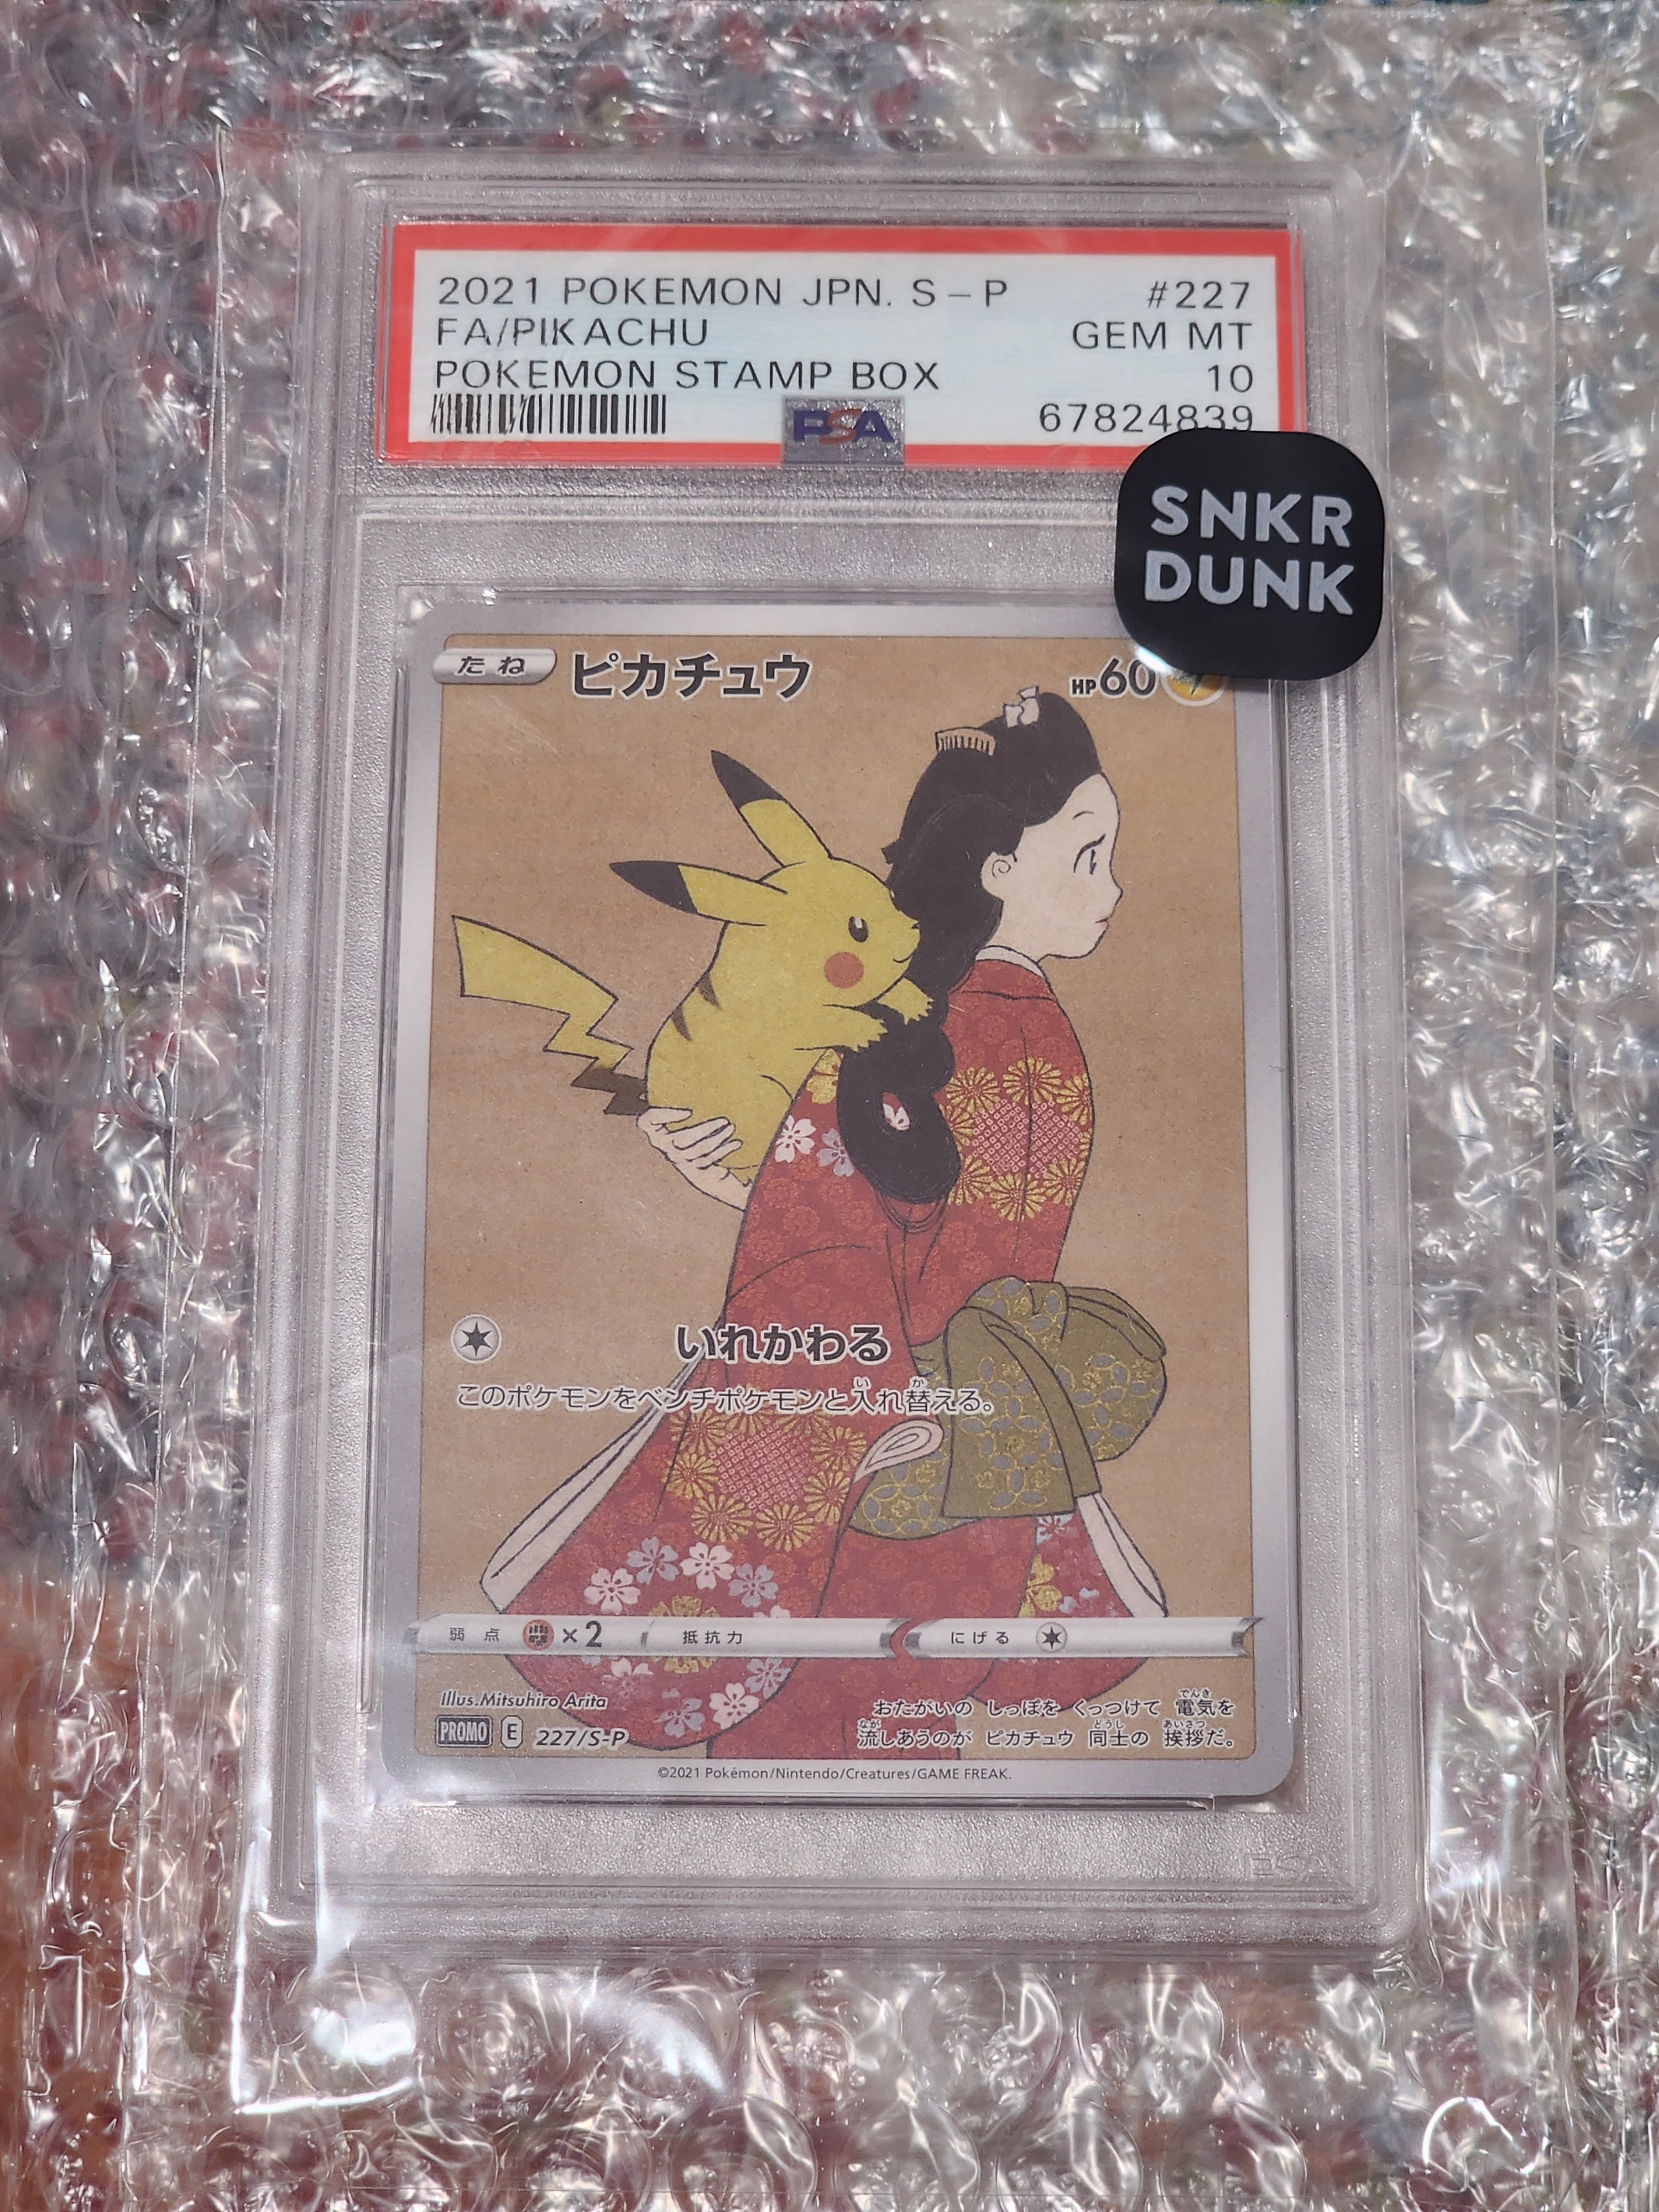 2021 POKEMON JPN. S-P #227
FA/PIKACHU GEM MT
POKEMON STAMP BOX 10
PSA 67824839
SNKR
DUNK
たね ピカチュウ HP60
いれかわる
このポケモンをベンチポケモンと入れ替える。
弱点 ×2 抵抗力 にげる
Illus.Mitsuhiro Arita
おたがいの しっぽを くっつけて 電気を
流しあうのが ピカチュウ 同士の 挨拶だ。
PROMO E 227/S-P
©2021 Pokémon/Nintendo/Creatures/GAME FREAK.
PSA